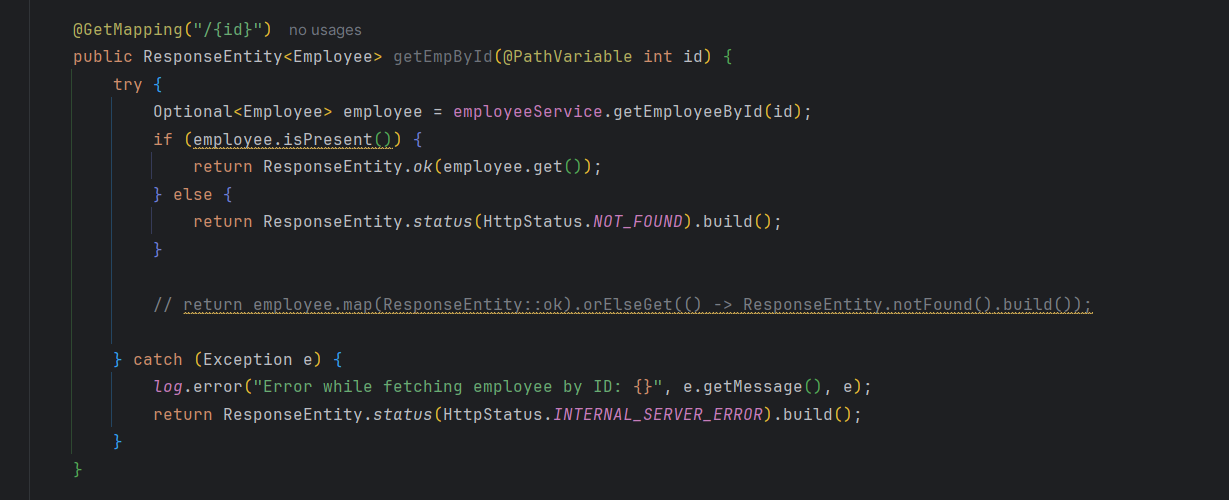 @GetMapping("/{id}") no usages
public ResponseEntity<Employee> getEmpById(@PathVariable int id) {
try {
Optional<Employee> employee = employeeService.getEmployeeById(id);
if (employee.isPresent()) {
return ResponseEntity.ok(employee.get());
} else {
return ResponseEntity.status(HttpStatus.NOT_FOUND).build();
}
// return employee.map(ResponseEntity::ok).orElseGet(() -> ResponseEntity.notFound().build());
} catch (Exception e) {
log.error("Error while fetching employee by ID: {}", e.getMessage(), e);
return ResponseEntity.status(HttpStatus.INTERNAL_SERVER_ERROR).build();
}
}